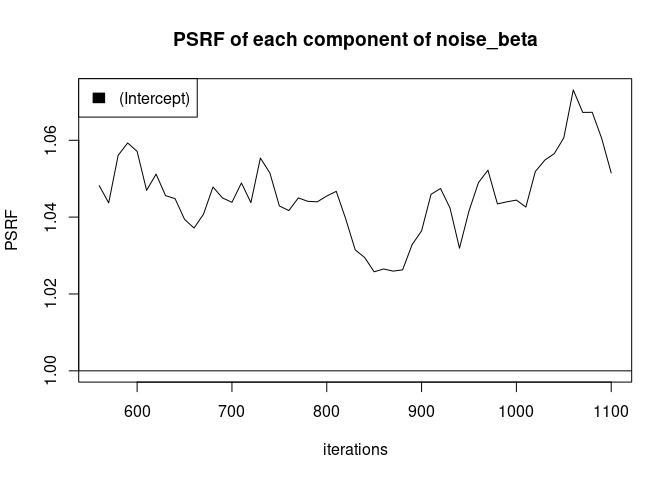 PSRF of each component of noise_beta
(Intercept)
PSRF
1.06
1.04
1.02
1.00
600 700 800 900 1000 1100
iterations